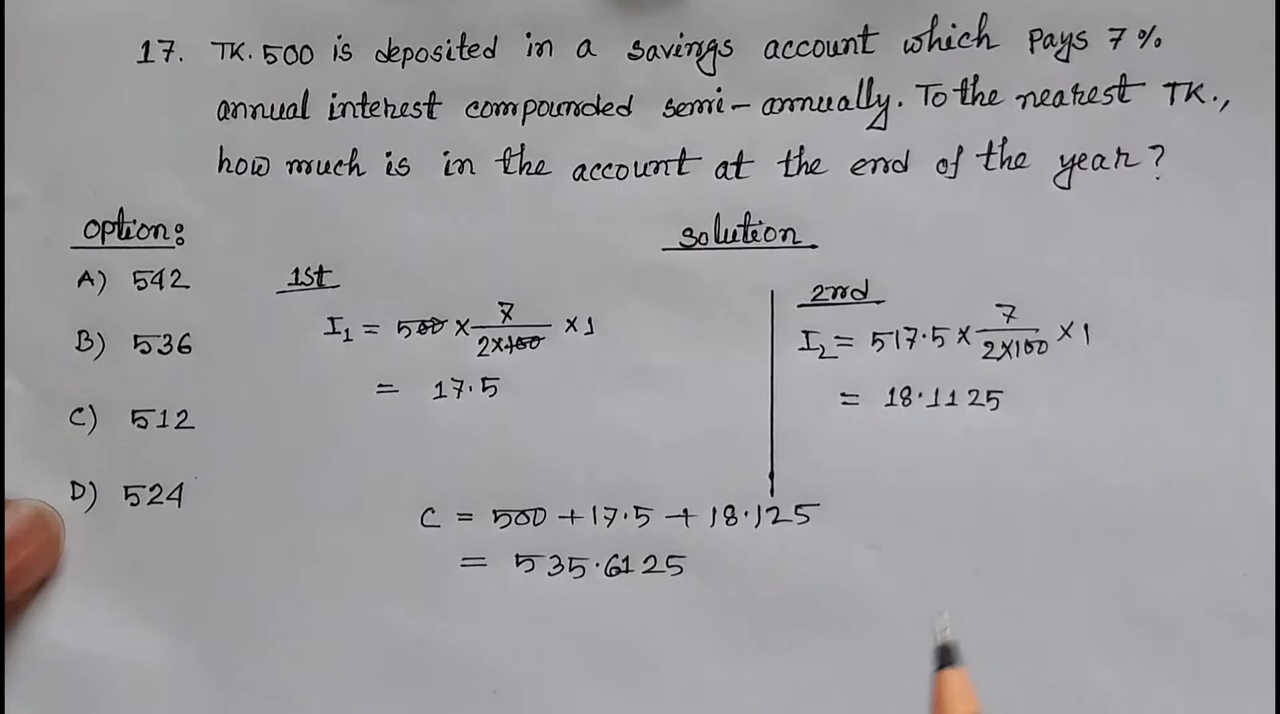 17. TK. 500 is deposited in a savings account which pays 7%
annual interest compounded semi-annually. To the nearest TK.,
how much is in the account at the end of the year?
option:
A) 542
B) 536
C) 512
D) 524
Solution
1st
I₁ = 500 × 7/(2×100) × 1
= 17.5
2nd
I₂ = 517.5 × 7/(2×100) × 1
= 18.1125
C = 500 + 17.5 + 18.125
= 535.6125